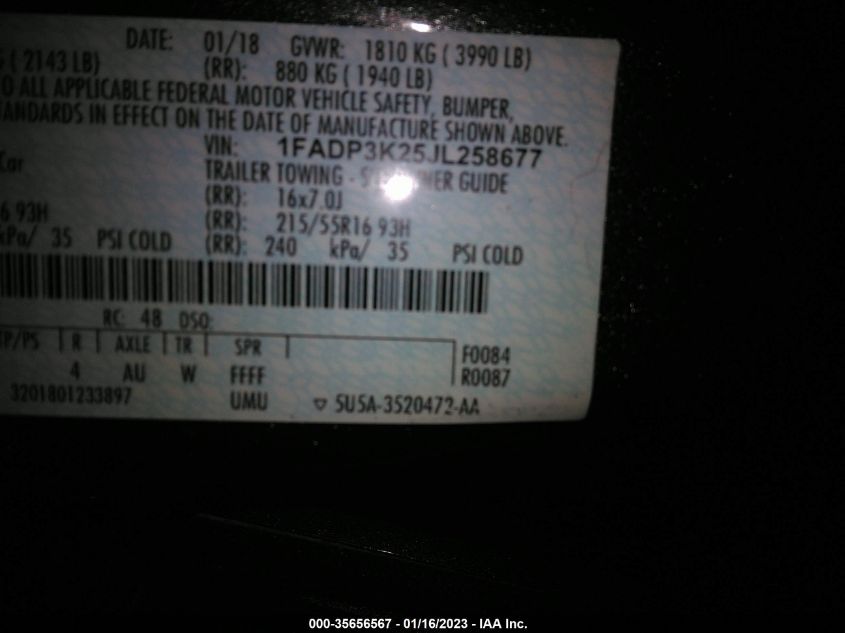 DATE: 01/18 GVWR: 1810 KG ( 3990 LB)
( 2143 LB) (RR): 880 KG ( 1940 LB)
O ALL APPLICABLE FEDERAL MOTOR VEHICLE SAFETY, BUMPER,
TANDARDS IN EFFECT ON THE DATE OF MANUFACTURE SHOWN ABOVE.
VIN: 1FADP3K25JL258677
Car TRAILER TOWING - GUIDE
(RR): 16x7.0J
6 93H (RR): 215/55R16 93H
kPa/ 35 PSI COLD (RR): 240 kPa/ 35 PSI COLD
RC: 48 DSO:
TP/PS R AXLE TR SPR F0084
4 AU W FFFF R0087
3201801233897 UMU ▽ 5U5A-3520472-AA
000-35656567 - 01/16/2023 - IAA Inc.